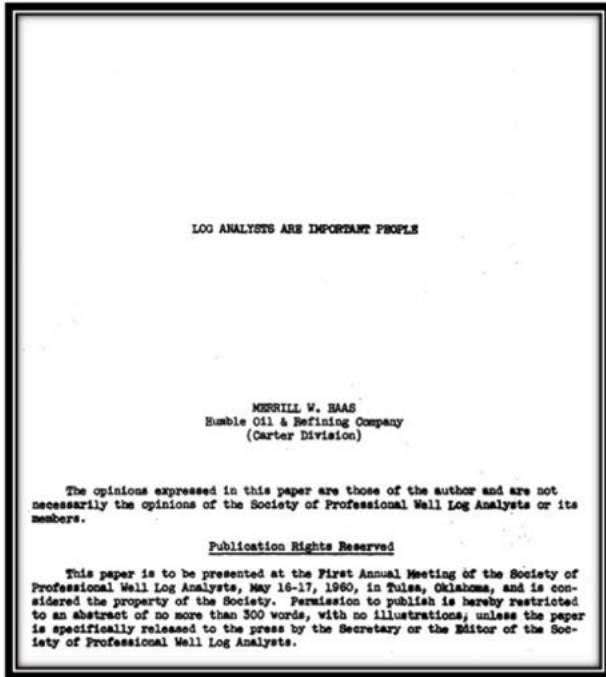 LOG ANALYSTS ARE IMPORTANT PEOPLE
MERRILL W. HAAS
Humble Oil & Refining Company
(Carter Division)
The opinions expressed in this paper are those of the author and are not
necessarily the opinions of the Society of Professional Well Log Analysts or its
members.
Publication Rights Reserved
This paper is to be presented at the First Annual Meeting of the Society of
Professional Well Log Analysts, May 16-17, 1960, in Tulsa, Oklahoma, and is con-
sidered the property of the Society. Permission to publish is hereby restricted
to an abstract of no more than 300 words, with no illustrations, unless the paper
is specifically released to the press by the Secretary or the Editor of the Soc-
iety of Professional Well Log Analysts.